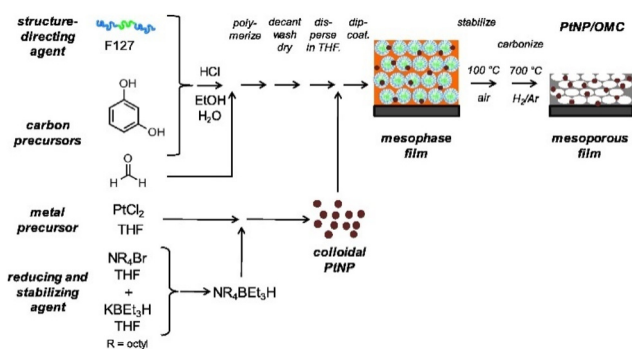 structure-
directing
agent
F127
OH
OH
carbon
precursors
O
H H
HCl
EtOH
H₂O
poly-
merize
decant
wash
dry
dis-
perse
in THF.
dip-
coat.
mesophase
film
stabilize
100 °C
air
carbonize
700 °C
H₂/Ar
PtNP/OMC
mesoporous
film
metal
precursor
PtCl₂
THF
colloidal
PtNP
reducing and
stabilizing
agent
NR₄Br
THF
+
KBEt₃H
THF
R = octyl
NR₄BEt₃H